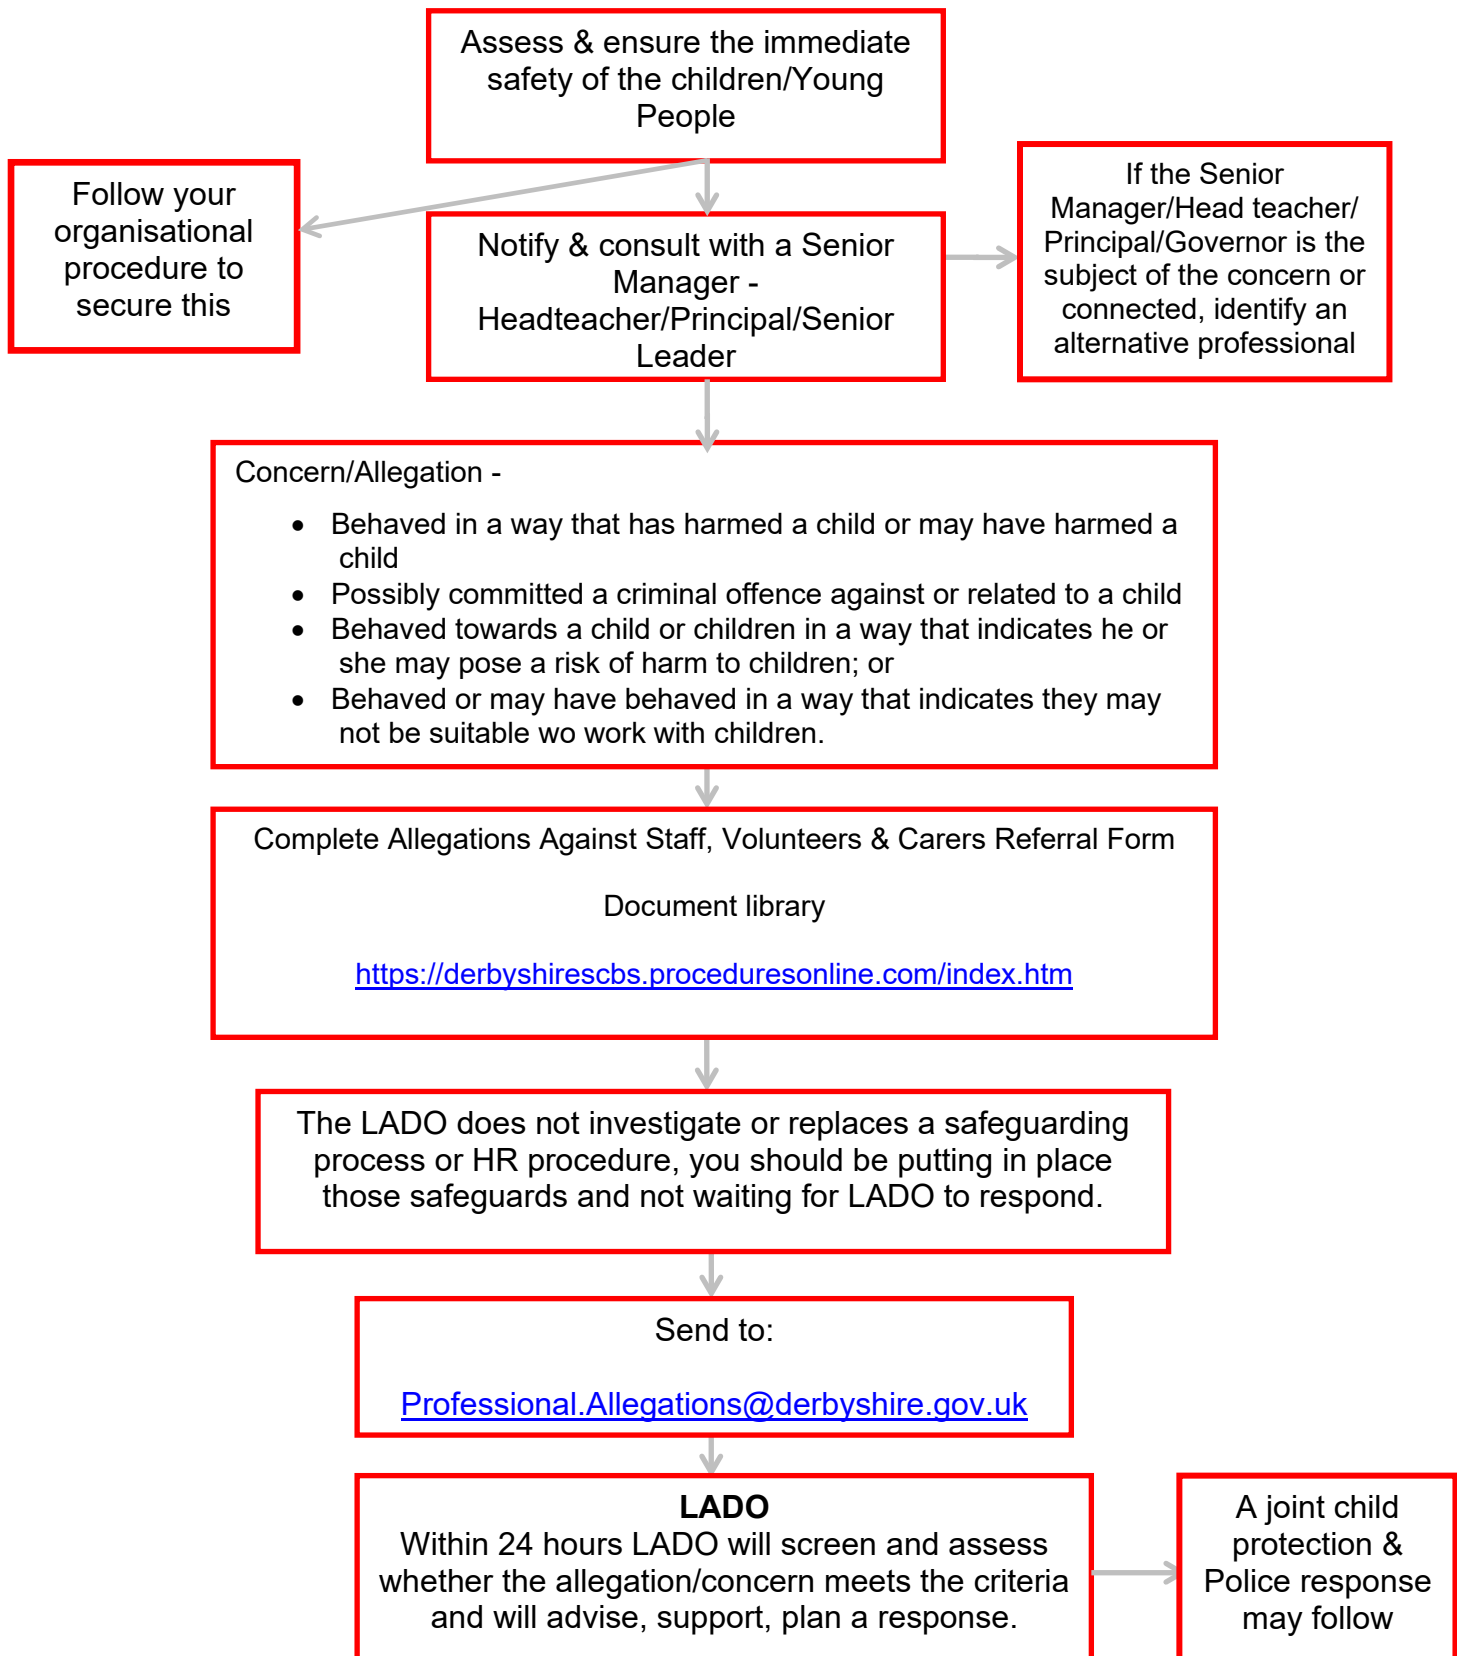 Assess & ensure the immediate
safety of the children/Young
People
Follow your
organisational
procedure to
secure this
Notify & consult with a Senior
Manager -
Headteacher/Principal/Senior
Leader
If the Senior
Manager/Head teacher/
Principal/Governor is the
subject of the concern or
connected, identify an
alternative professional
Concern/Allegation -
• Behaved in a way that has harmed a child or may have harmed a
child
• Possibly committed a criminal offence against or related to a child
• Behaved towards a child or children in a way that indicates he or
she may pose a risk of harm to children; or
• Behaved or may have behaved in a way that indicates they may
not be suitable wo work with children.
Complete Allegations Against Staff, Volunteers & Carers Referral Form
Document library
https://derbyshirescbs.proceduresonline.com/index.htm
The LADO does not investigate or replaces a safeguarding
process or HR procedure, you should be putting in place
those safeguards and not waiting for LADO to respond.
Send to:
Professional.Allegations@derbyshire.gov.uk
LADO
Within 24 hours LADO will screen and assess
whether the allegation/concern meets the criteria
and will advise, support, plan a response.
A joint child
protection &
Police response
may follow